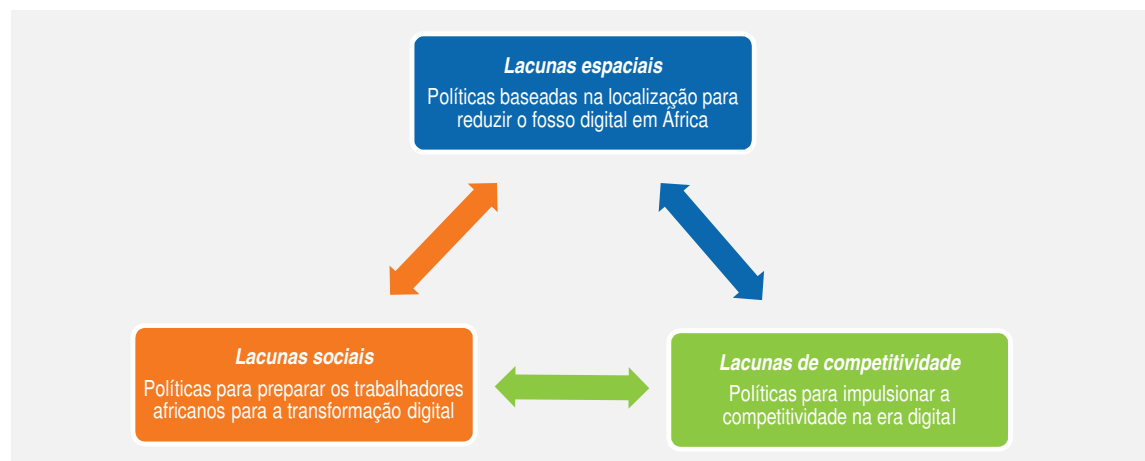 Lacunas espaciais
Políticas baseadas na localização para
reduzir o fosso digital em África
Lacunas sociais
Políticas para preparar os trabalhadores
africanos para a transformação digital
Lacunas de competitividade
Políticas para impulsionar a
competitividade na era digital